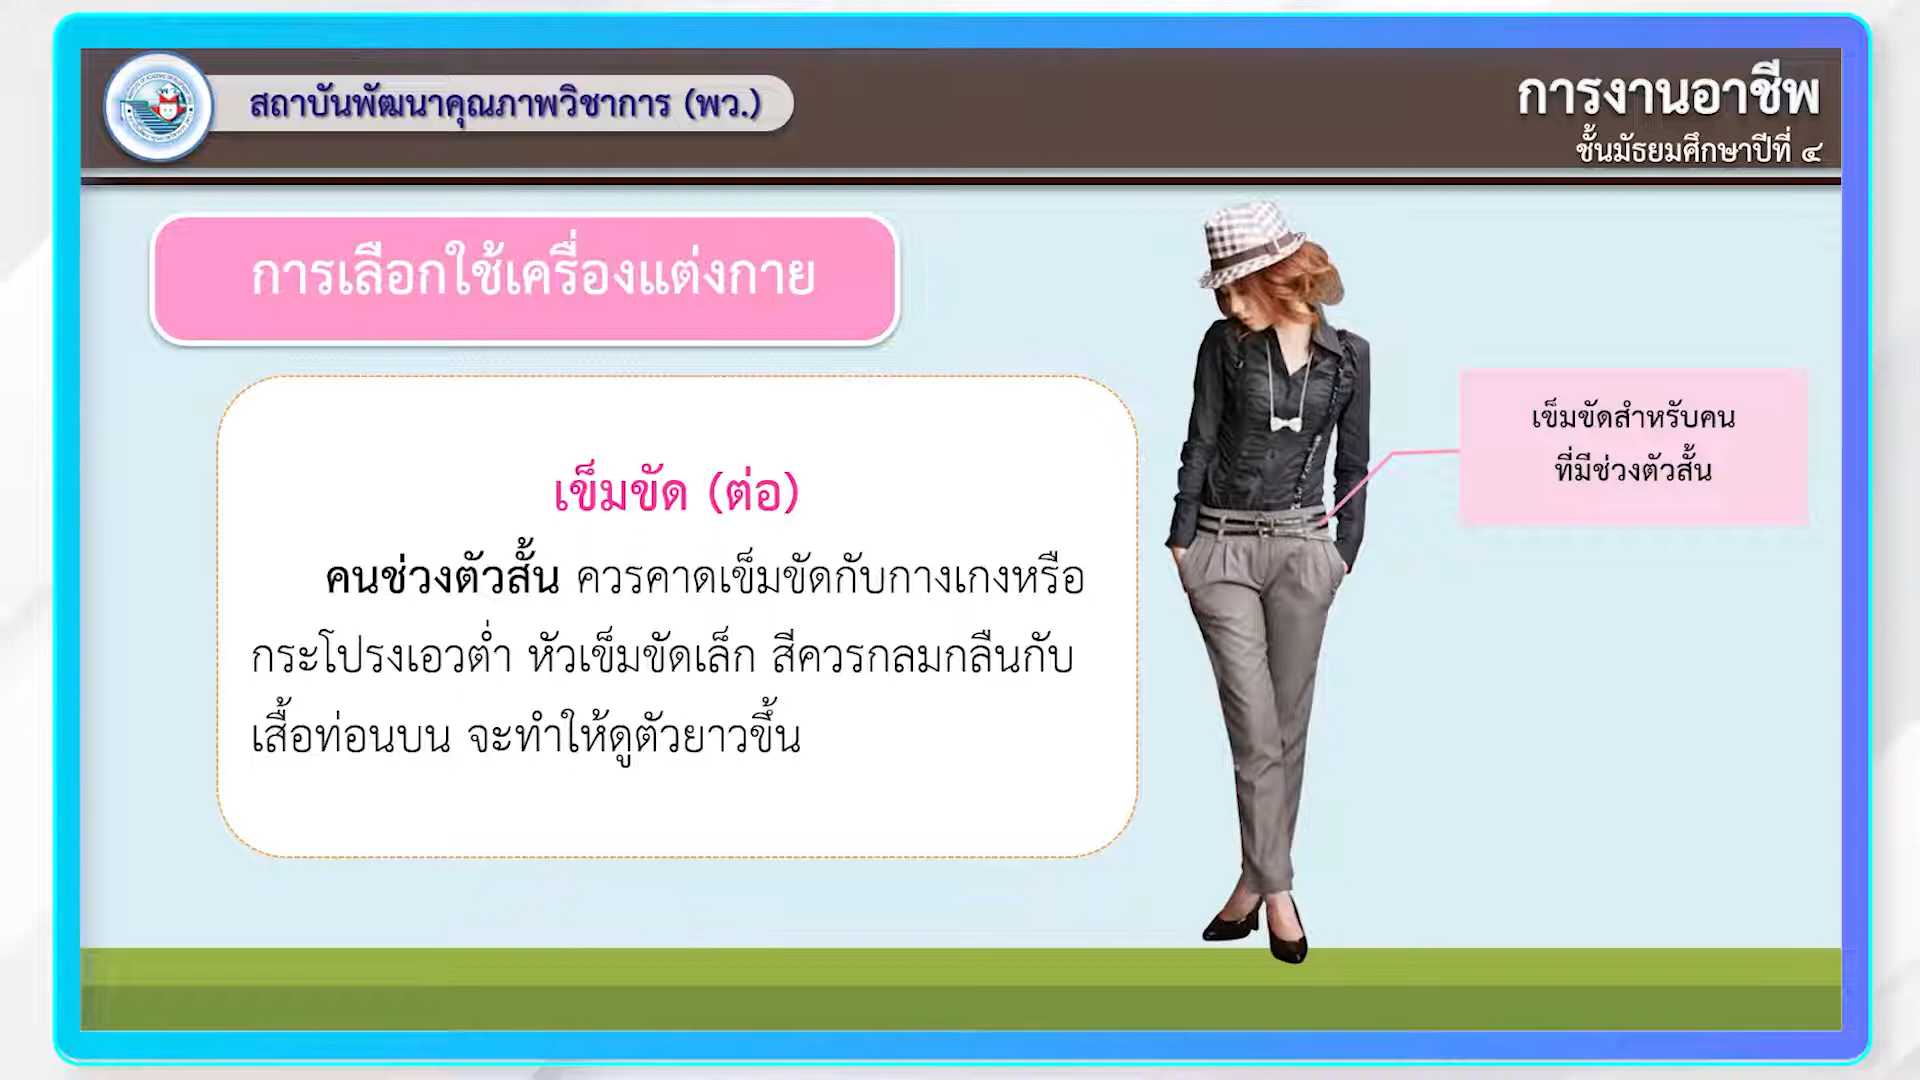 สถาบันพัฒนาคุณภาพวิชาการ (พว.)
การงานอาชีพ
ชั้นมัธยมศึกษาปีที่ ๔
การเลือกใช้เครื่องแต่งกาย
เข็มขัด (ต่อ)
คนช่วงตัวสั้น ควรคาดเข็มขัดกับกางเกงหรือ
กระโปรงเอวต่ำ หัวเข็มขัดเล็ก สีควรกลมกลืนกับ
เสื้อท่อนบน จะทำให้ดูตัวยาวขึ้น
เข็มขัดสำหรับคน
ที่มีช่วงตัวสั้น